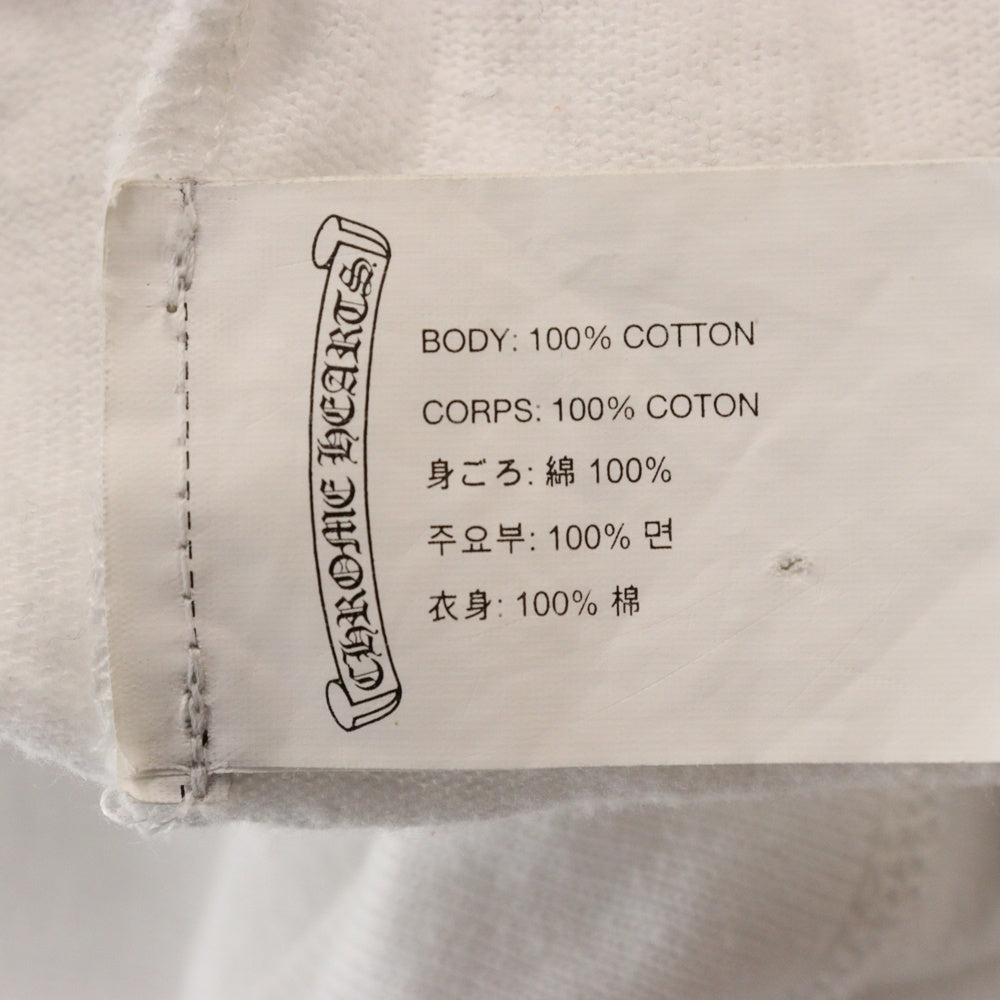 CHROME HEARTS
BODY: 100% COTTON
CORPS: 100% COTON
身ごろ: 綿 100%
주요부: 100% 면
衣身: 100% 棉